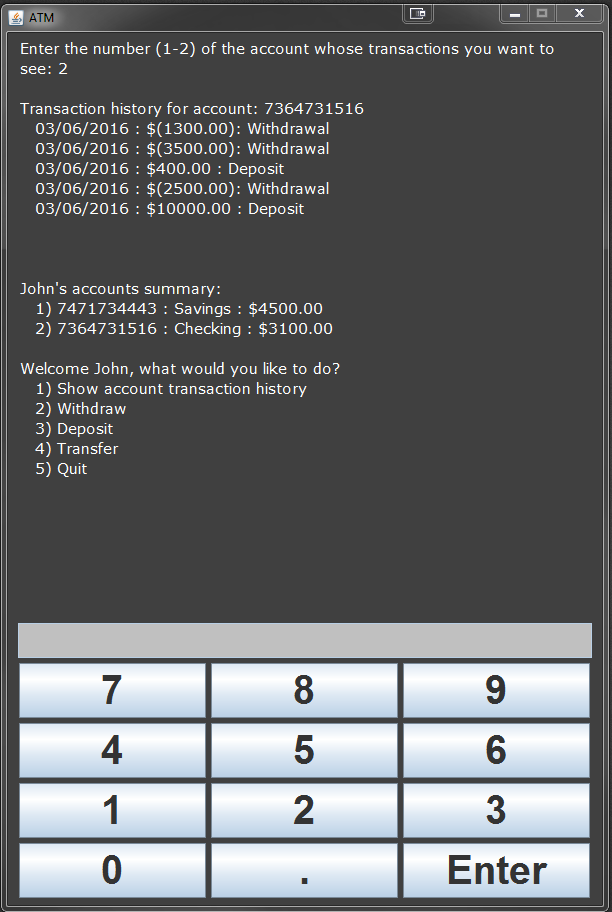 ATM
Enter the number (1-2) of the account whose transactions you want to
see: 2
Transaction history for account: 7364731516
03/06/2016 : $(1300.00): Withdrawal
03/06/2016 : $(3500.00): Withdrawal
03/06/2016 : $400.00 : Deposit
03/06/2016 : $(2500.00): Withdrawal
03/06/2016 : $10000.00 : Deposit
John's accounts summary:
1) 7471734443 : Savings : $4500.00
2) 7364731516 : Checking : $3100.00
Welcome John, what would you like to do?
1) Show account transaction history
2) Withdraw
3) Deposit
4) Transfer
5) Quit
7 8 9
4 5 6
1 2 3
0 . Enter